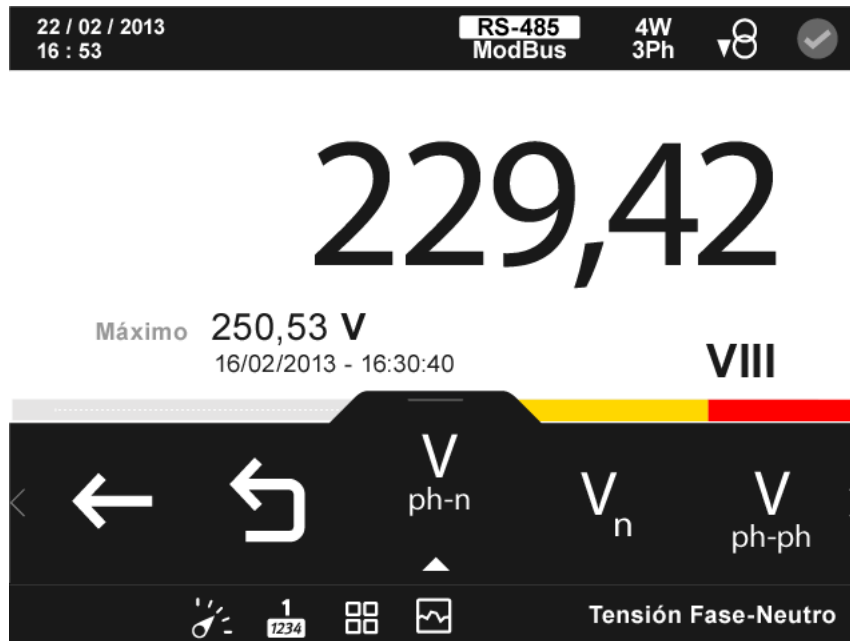 22 / 02 / 2013
16 : 53
RS-485
ModBus
4W
3Ph
229,42
Máximo 250,53 V
16/02/2013 - 16:30:40
VIII
V
ph-n
Vn
V
ph-ph
1
1234
Tensión Fase-Neutro